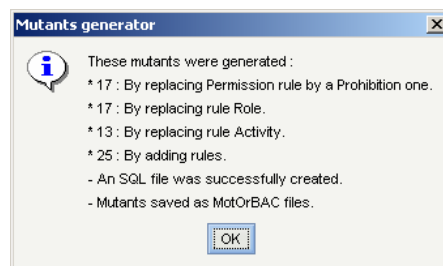 Mutants generator
These mutants were generated :
* 17 : By replacing Permission rule by a Prohibition one.
* 17 : By replacing rule Role.
* 13 : By replacing rule Activity.
* 25 : By adding rules.
- An SQL file was successfully created.
- Mutants saved as MotOrBAC files.
OK